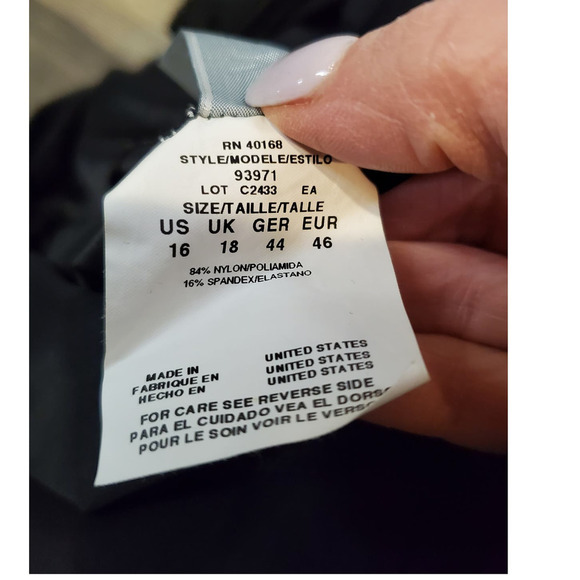 RN 40168
STYLE/MODELE/ESTILO
93971
LOT C2433 EA
SIZE/TAILLE/TALLE
US UK GER EUR
16 18 44 46
84% NYLON/POLIAMIDA
16% SPANDEX/ELASTANO
MADE IN UNITED STATES
FABRIQUE EN UNITED STATES
HECHO EN UNITED STATES
FOR CARE SEE REVERSE SIDE
PARA EL CUIDADO VEA EL DORS
POUR LE SOIN VOIR LE VERS